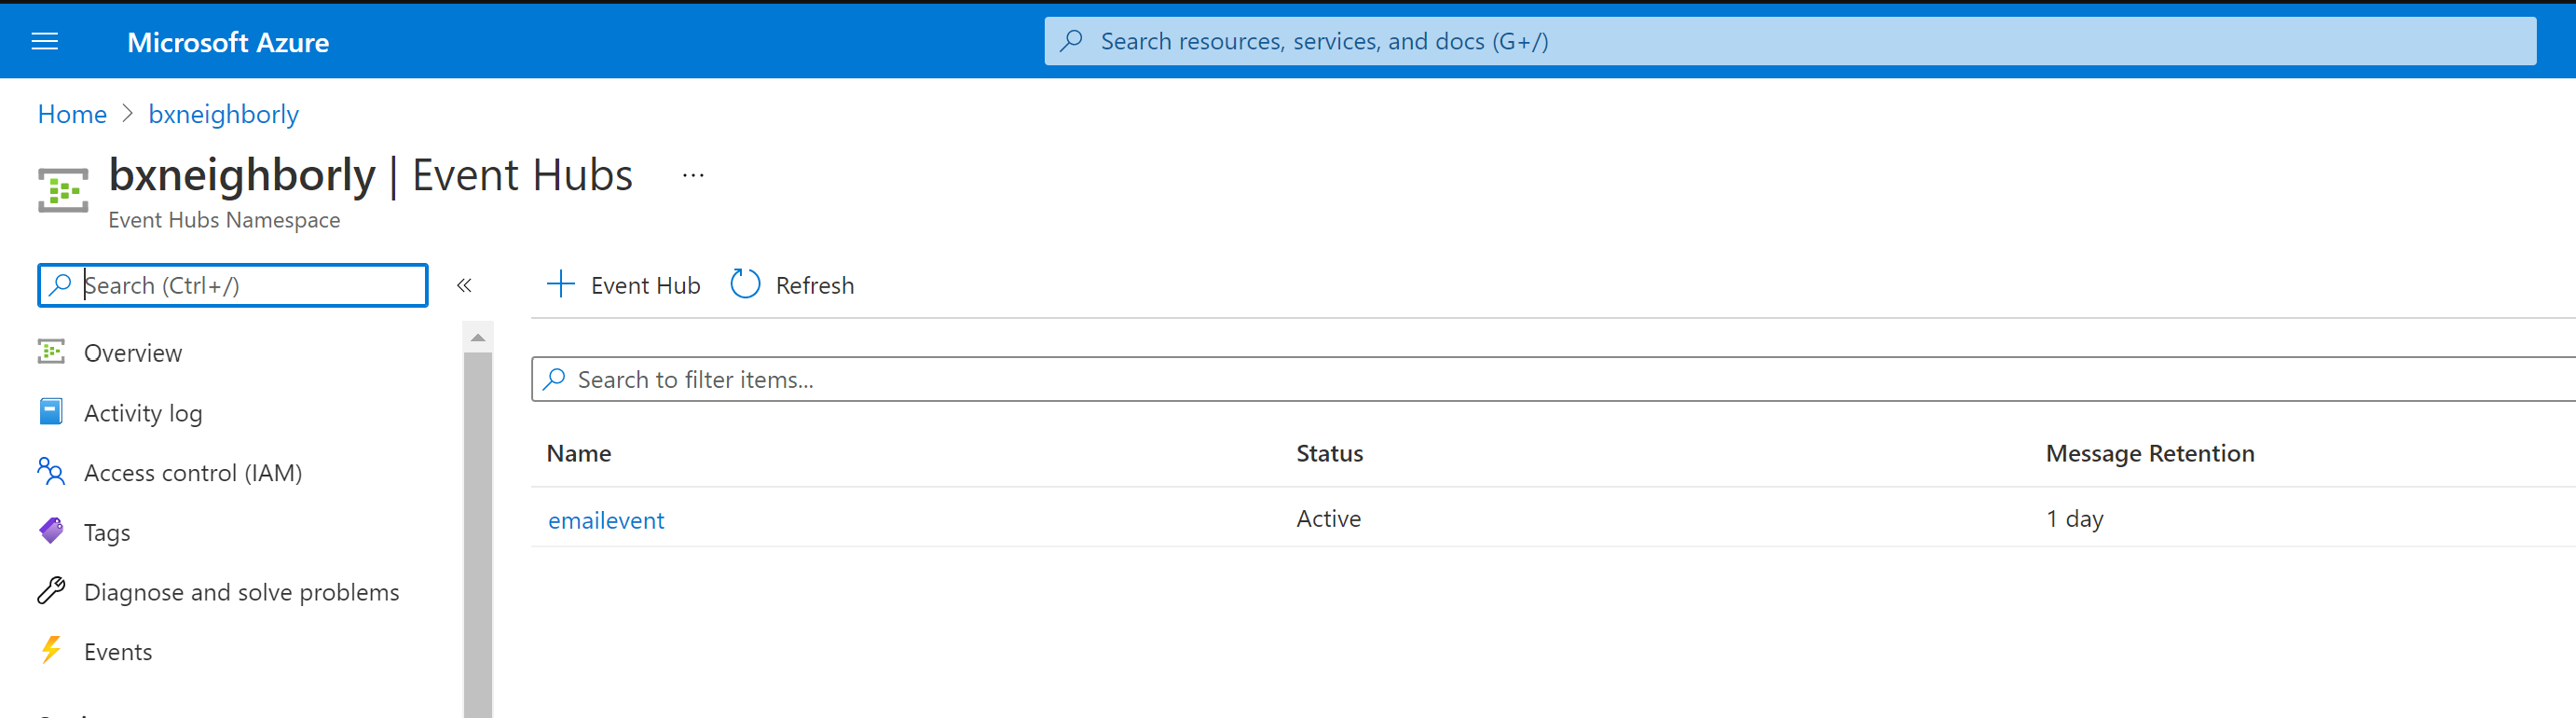 Microsoft Azure
Search resources, services, and docs (G+/)
Home > bxneighborly
bxneighborly | Event Hubs ...
Event Hubs Namespace
Search (Ctrl+/) «
Event Hub Refresh
Overview
Activity log
Access control (IAM)
Tags
Diagnose and solve problems
Events
Search to filter items...
Name Status Message Retention
emailevent Active 1 day